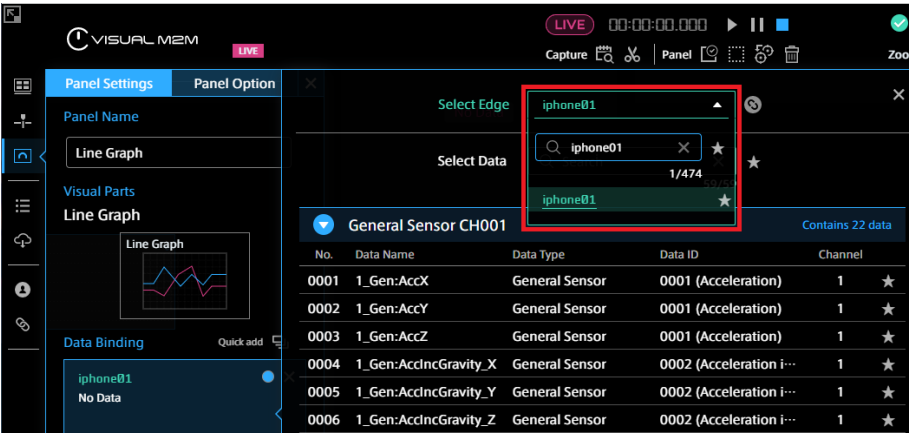 LIVE 00:00:00.000
VISUAL M2M
LIVE
Capture Panel Zoo
Panel Settings Panel Option
Select Edge iphone01
Panel Name
Line Graph
iphone01
Select Data
1/474
59/59
Visual Parts
iphone01
Line Graph
General Sensor CH001 Contains 22 data
Line Graph
No. Data Name Data Type Data ID Channel
0001 1_Gen:AccX General Sensor 0001 (Acceleration) 1
0002 1_Gen:AccY General Sensor 0001 (Acceleration) 1
0003 1_Gen:AccZ General Sensor 0001 (Acceleration) 1
Data Binding Quick add
0004 1_Gen:AccIncGravity_X General Sensor 0002 (Acceleration i··· 1
iphone01
No Data
0005 1_Gen:AccIncGravity_Y General Sensor 0002 (Acceleration i··· 1
0006 1_Gen:AccIncGravity_Z General Sensor 0002 (Acceleration i··· 1